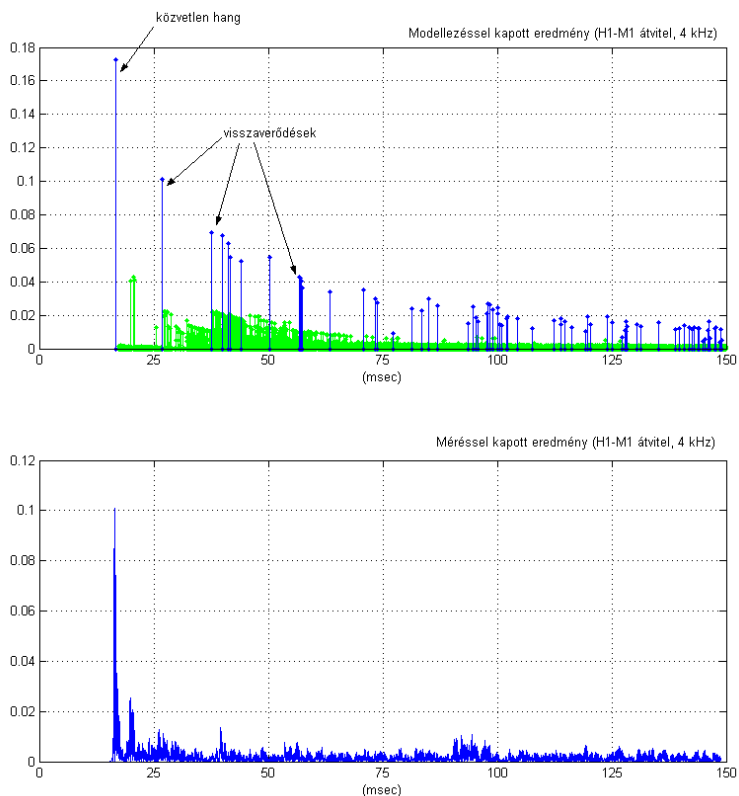 közvetlen hang
Modellezéssel kapott eredmény (H1-M1 átvitel, 4 kHz)
0.18
0.16
0.14
visszaverődések
0.12
0.1
0.08
0.06
0.04
0.02
0
0 25 50 75 100 125 150
(msec)
Méréssel kapott eredmény (H1-M1 átvitel, 4 kHz)
0.12
0.1
0.08
0.06
0.04
0.02
0
0 25 50 75 100 125 150
(msec)